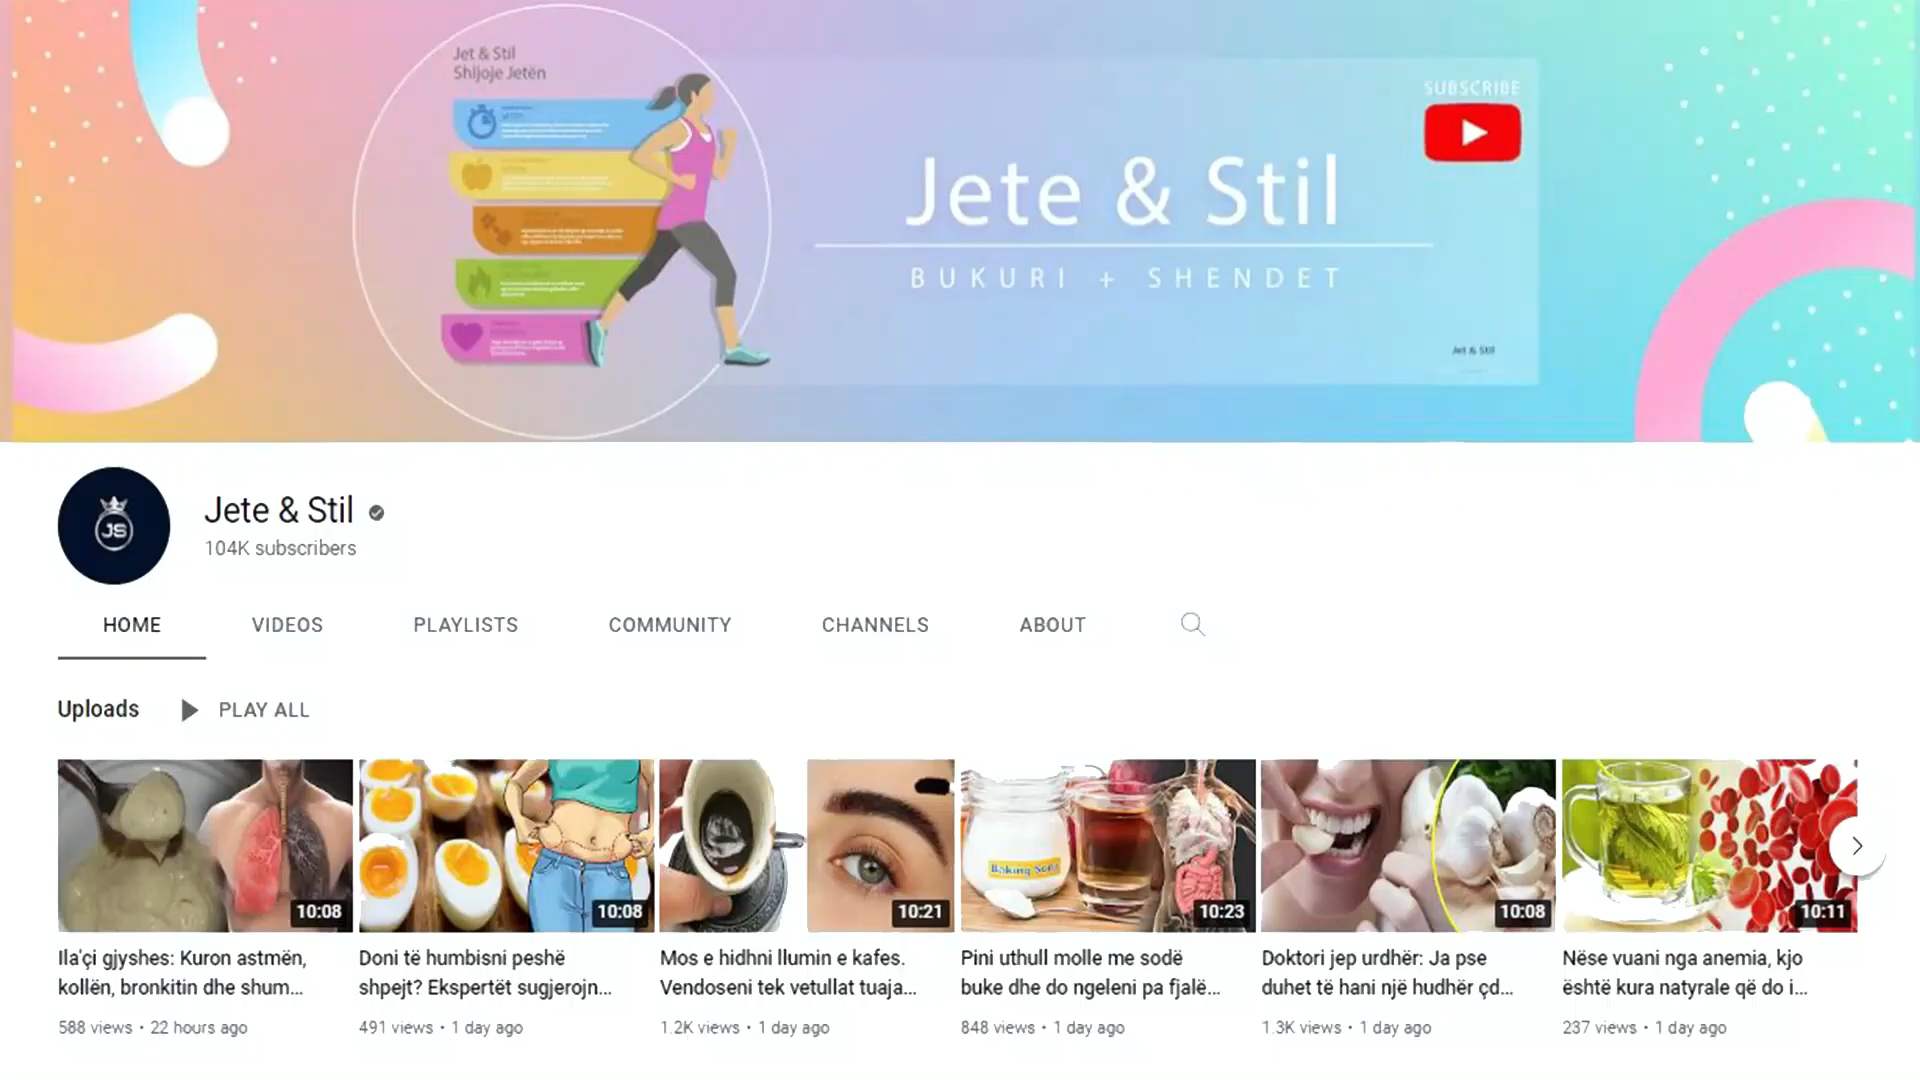 Jet & Stil
Shijoje Jetën
SUBSCRIBE
Jete & Stil
BUKURI + SHENDET
Jet & Stil
JS
Jete & Stil
104K subscribers
HOME VIDEOS PLAYLISTS COMMUNITY CHANNELS ABOUT
Uploads PLAY ALL
Baking Soda
10:08 10:08 10:21 10:23 10:08 10:11
Ila'çi gjyshes: Kuron astmën,
kollën, bronkitin dhe shum...
588 views • 22 hours ago
Doni të humbisni peshë
shpejt? Ekspertët sugjerojn...
491 views • 1 day ago
Mos e hidhni llumin e kafes.
Vendoseni tek vetullat tuaja...
1.2K views • 1 day ago
Pini uthull molle me sodë
buke dhe do ngeleni pa fjalë...
848 views • 1 day ago
Doktori jep urdhër: Ja pse
duhet të hani një hudhër çd...
1.3K views • 1 day ago
Nëse vuani nga anemia, kjo
është kura natyrale që do i...
237 views • 1 day ago